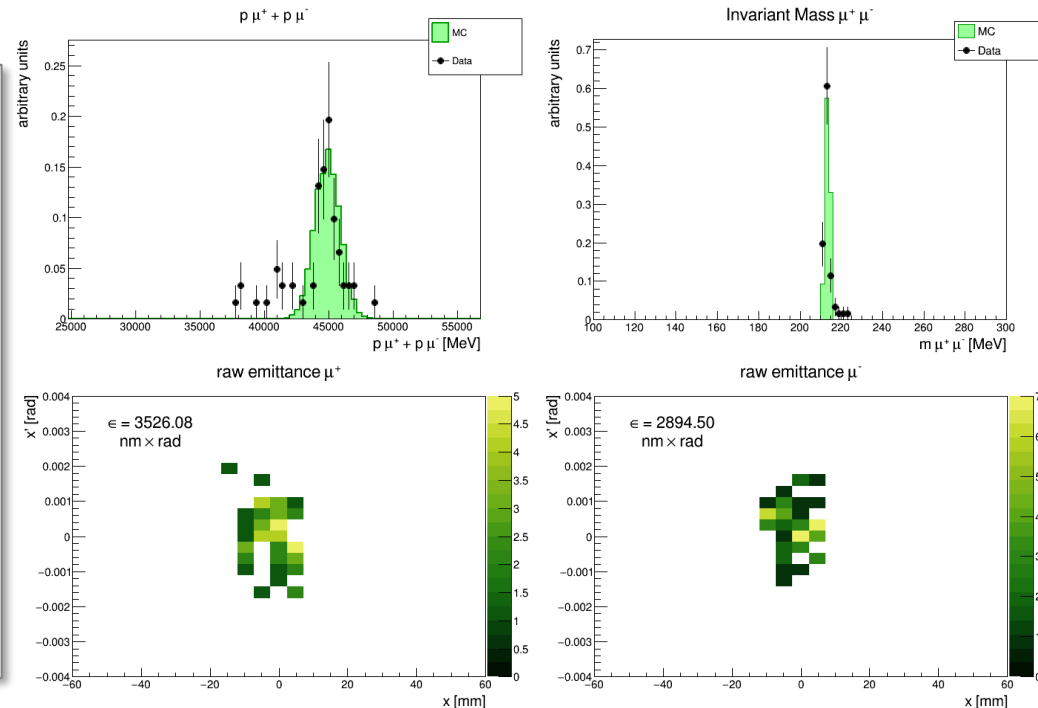 p μ⁺ + p μ⁻
MC
Data
arbitrary units
0.25
0.2
0.15
0.1
0.05
0
25000 30000 35000 40000 45000 50000 55000
p μ⁺ + p μ⁻ [MeV]
Invariant Mass μ⁺ μ⁻
MC
Data
arbitrary units
0.7
0.6
0.5
0.4
0.3
0.2
0.1
0
100 120 140 160 180 200 220 240 260 280 300
m μ⁺ μ⁻ [MeV]
raw emittance μ⁺
x' [rad]
0.004
0.003
0.002
0.001
0
−0.001
−0.002
−0.003
−0.004
ϵ = 3526.08
nm × rad
−60 −40 −20 0 20 40 60
x [mm]
5
4.5
4
3.5
3
2.5
2
1.5
1
0.5
0
raw emittance μ⁻
x' [rad]
0.004
0.003
0.002
0.001
0
−0.001
−0.002
−0.003
−0.004
ϵ = 2894.50
nm × rad
−60 −40 −20 0 20 40 60
x [mm]
7
6
5
4
3
2
1
0